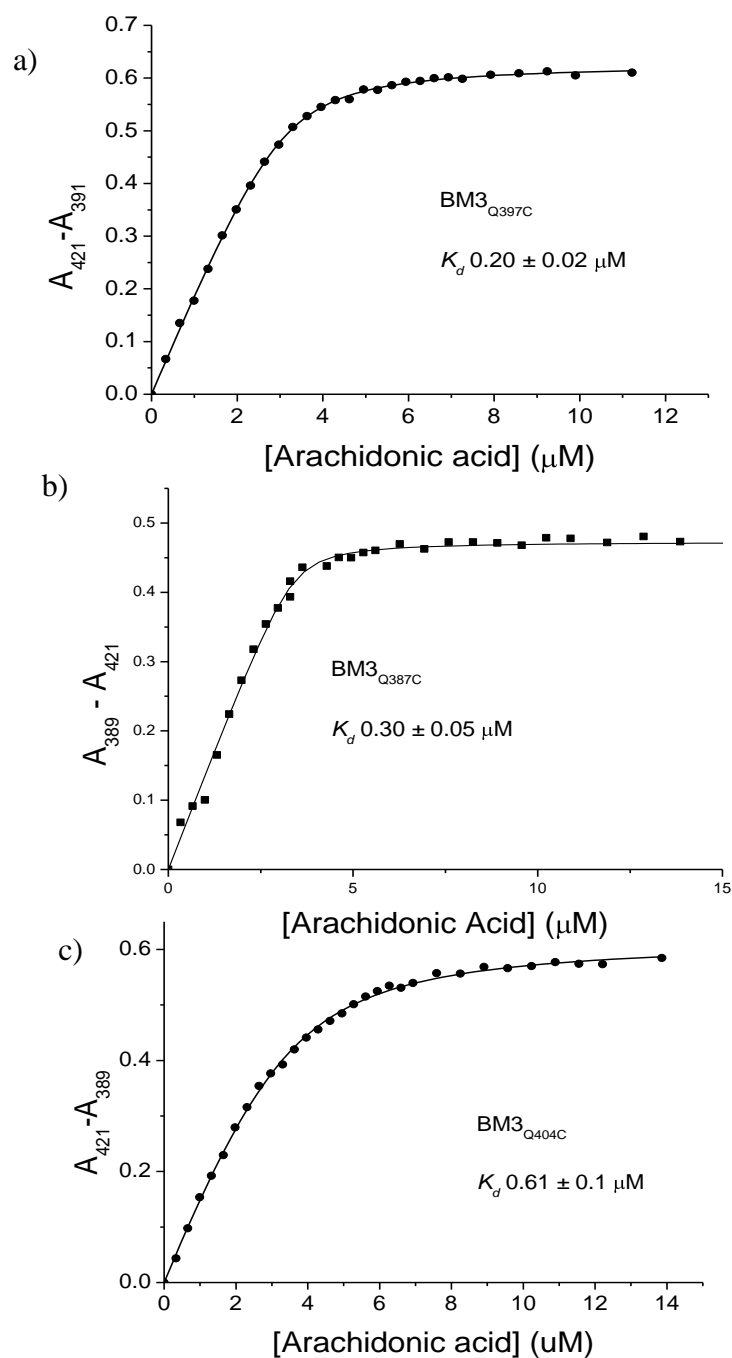 a)
0.7
0.6
0.5
0.4
0.3
0.2
0.1
0.0
A421-A391
BM3Q397C
Kd 0.20 ± 0.02 μM
0 2 4 6 8 10 12
[Arachidonic acid] (μM)
b)
0.5
0.4
0.3
0.2
0.1
0.0
A389 - A421
BM3Q387C
Kd 0.30 ± 0.05 μM
0 5 10 15
[Arachidonic Acid] (μM)
c)
0.6
0.4
0.2
0.0
A421-A389
BM3Q404C
Kd 0.61 ± 0.1 μM
0 2 4 6 8 10 12 14
[Arachidonic acid] (uM)